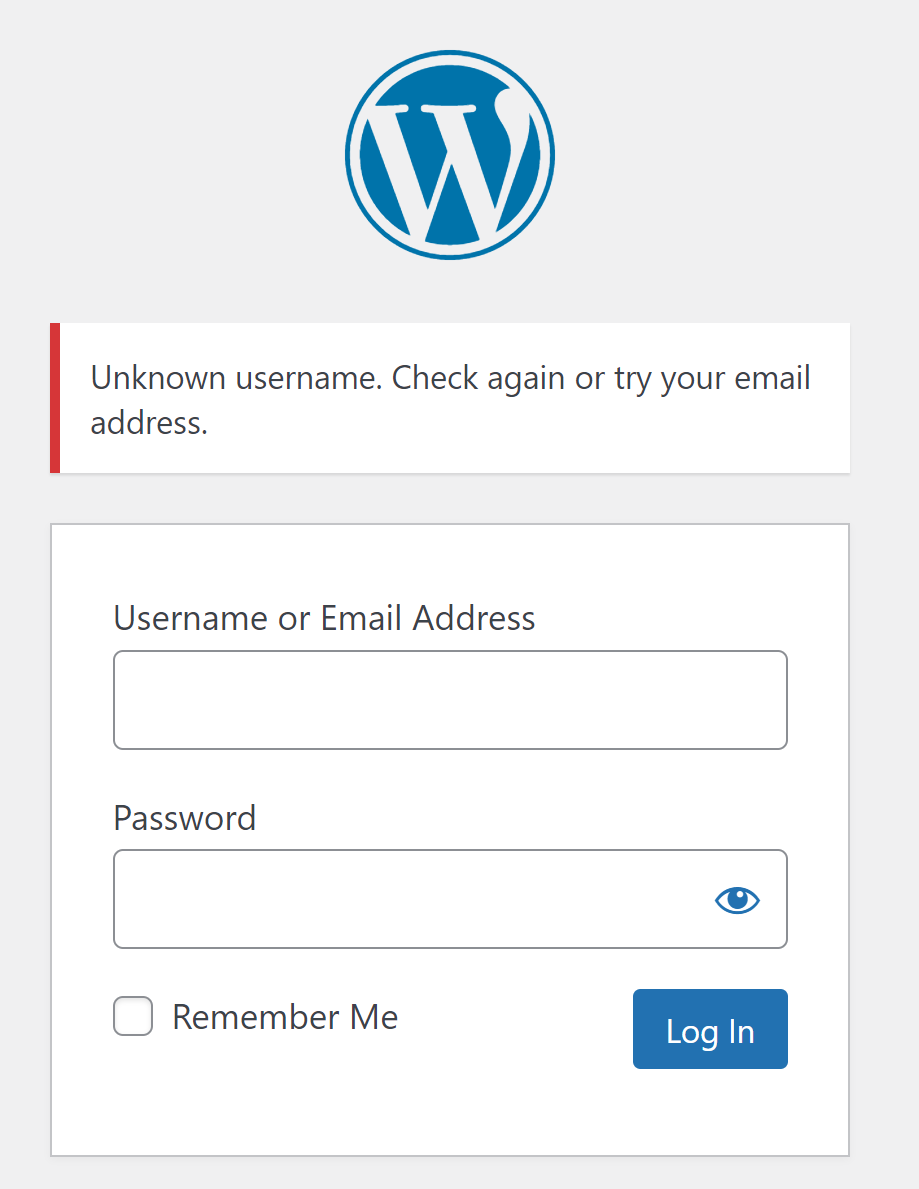 Unknown username. Check again or try your email
address.
Username or Email Address
Password
Remember Me
Log In